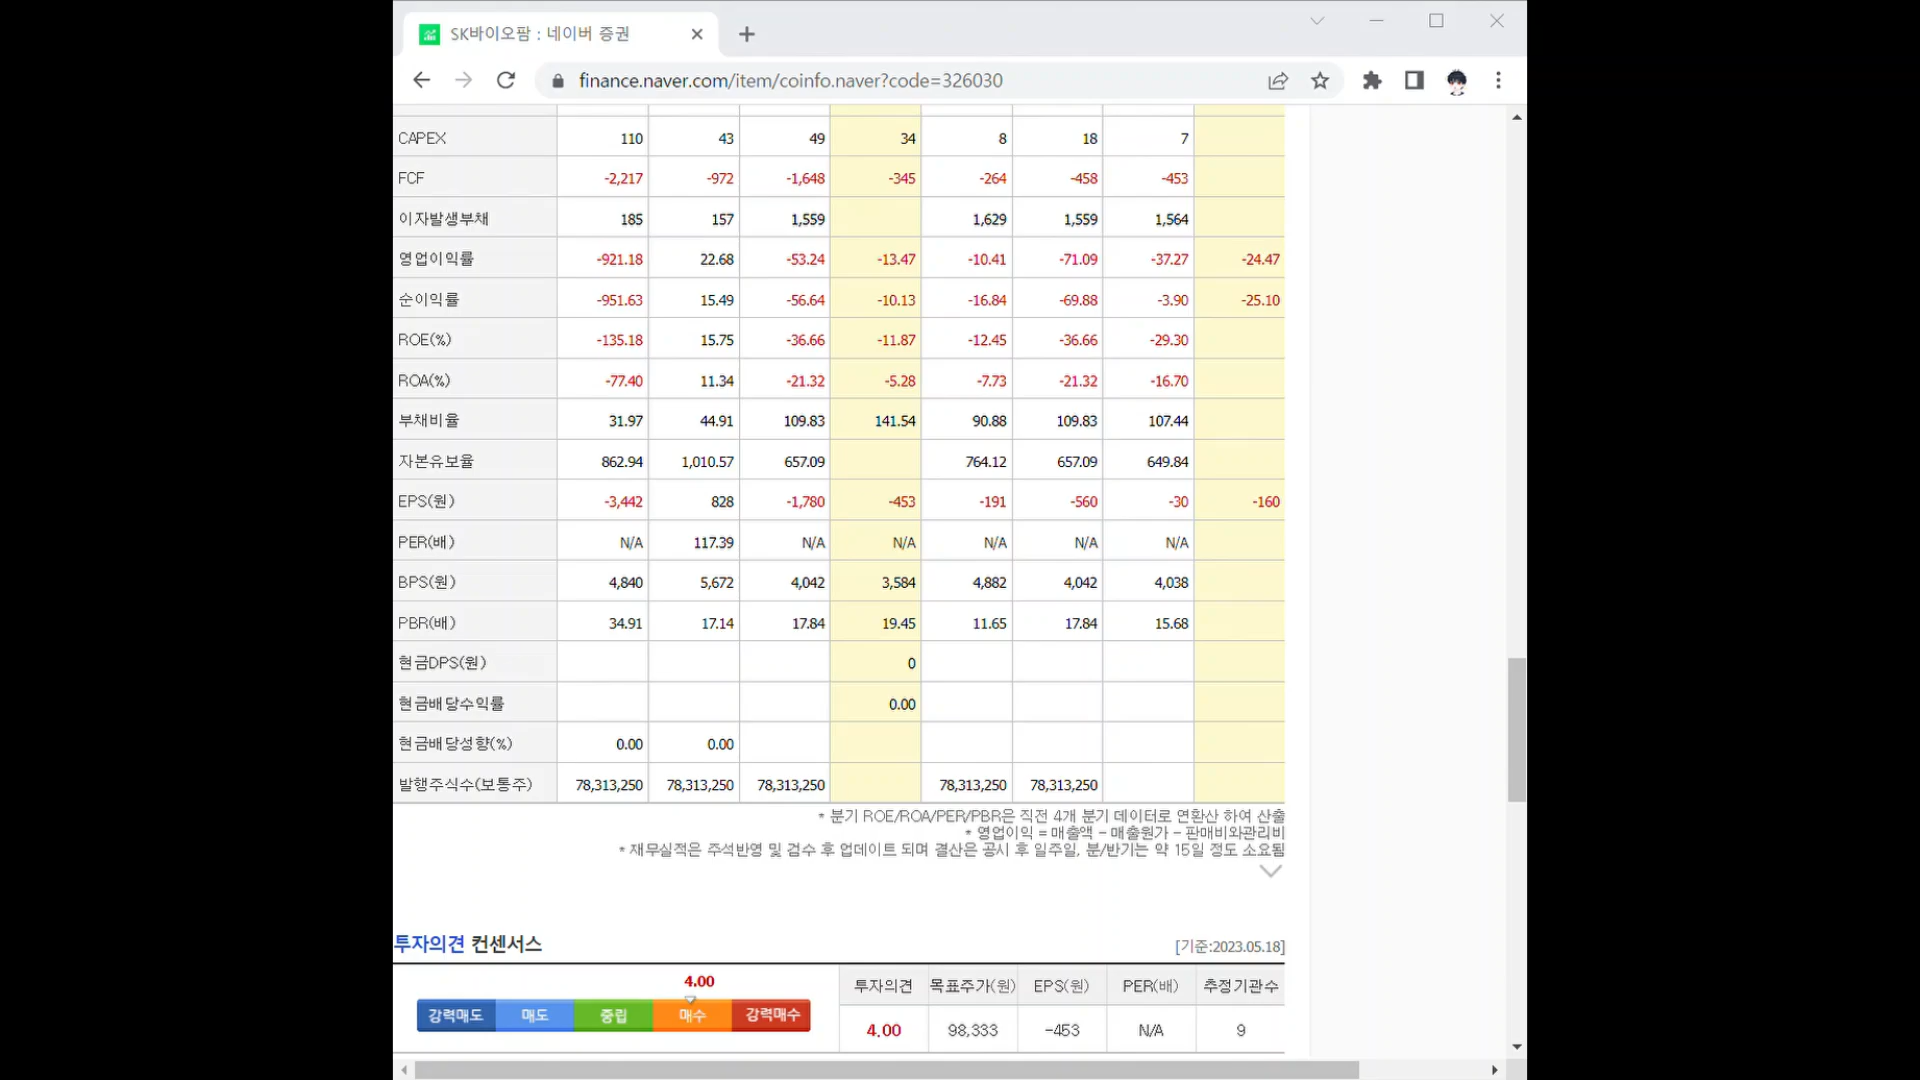 SK바이오팜 : 네이버 증권
finance.naver.com/item/coinfo.naver?code=326030
CAPEX 110 43 49 34 8 18 7
FCF -2,217 -972 -1,648 -345 -264 -458 -453
이자발생부채 185 157 1,559 1,629 1,559 1,564
영업이익률 -921.18 22.68 -53.24 -13.47 -10.41 -71.09 -37.27 -24.47
순이익률 -951.63 15.49 -56.64 -10.13 -16.84 -69.88 -3.90 -25.10
ROE(%) -135.18 15.75 -36.66 -11.87 -12.45 -36.66 -29.30
ROA(%) -77.40 11.34 -21.32 -5.28 -7.73 -21.32 -16.70
부채비율 31.97 44.91 109.83 141.54 90.88 109.83 107.44
자본유보율 862.94 1,010.57 657.09 764.12 657.09 649.84
EPS(원) -3,442 828 -1,780 -453 -191 -560 -30 -160
PER(배) N/A 117.39 N/A N/A N/A N/A N/A
BPS(원) 4,840 5,672 4,042 3,584 4,882 4,042 4,038
PBR(배) 34.91 17.14 17.84 19.45 11.65 17.84 15.68
현금DPS(원) 0
현금배당수익률 0.00
현금배당성향(%) 0.00 0.00
발행주식수(보통주) 78,313,250 78,313,250 78,313,250 78,313,250 78,313,250
* 분기 ROE/ROA/PER/PBR은 직전 4개 분기 데이터로 연환산 하여 산출
* 영업이익 = 매출액 - 매출원가 - 판매비와관리비
* 재무실적은 주석반영 및 검수 후 업데이트 되며 결산은 공시 후 일주일, 분/반기는 약 15일 정도 소요됨
투자의견 컨센서스 [기준:2023.05.18]
4.00
강력매도 매도 중립 매수 강력매수
투자의견 목표주가(원) EPS(원) PER(배) 추정기관수
4.00 98,333 -453 N/A 9